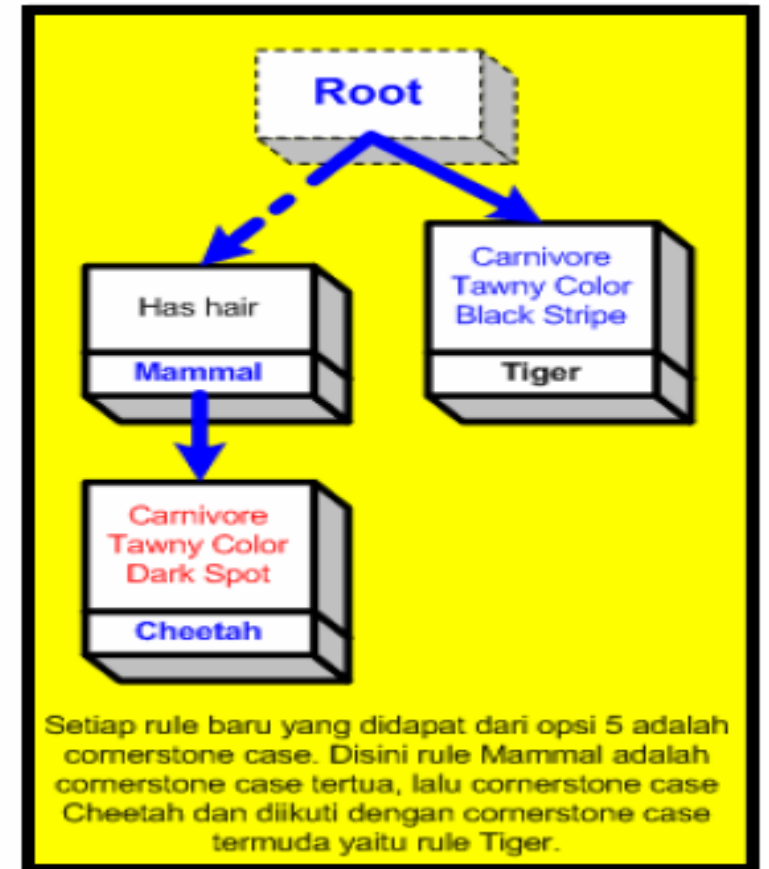 Root
Has hair
Mammal
Carnivore
Tawny Color
Black Stripe
Tiger
Carnivore
Tawny Color
Dark Spot
Cheetah
Setiap rule baru yang didapat dari opsi 5 adalah
cornerstone case. Disini rule Mammal adalah
cornerstone case tertua, lalu cornerstone case
Cheetah dan diikuti dengan cornerstone case
termuda yaitu rule Tiger.